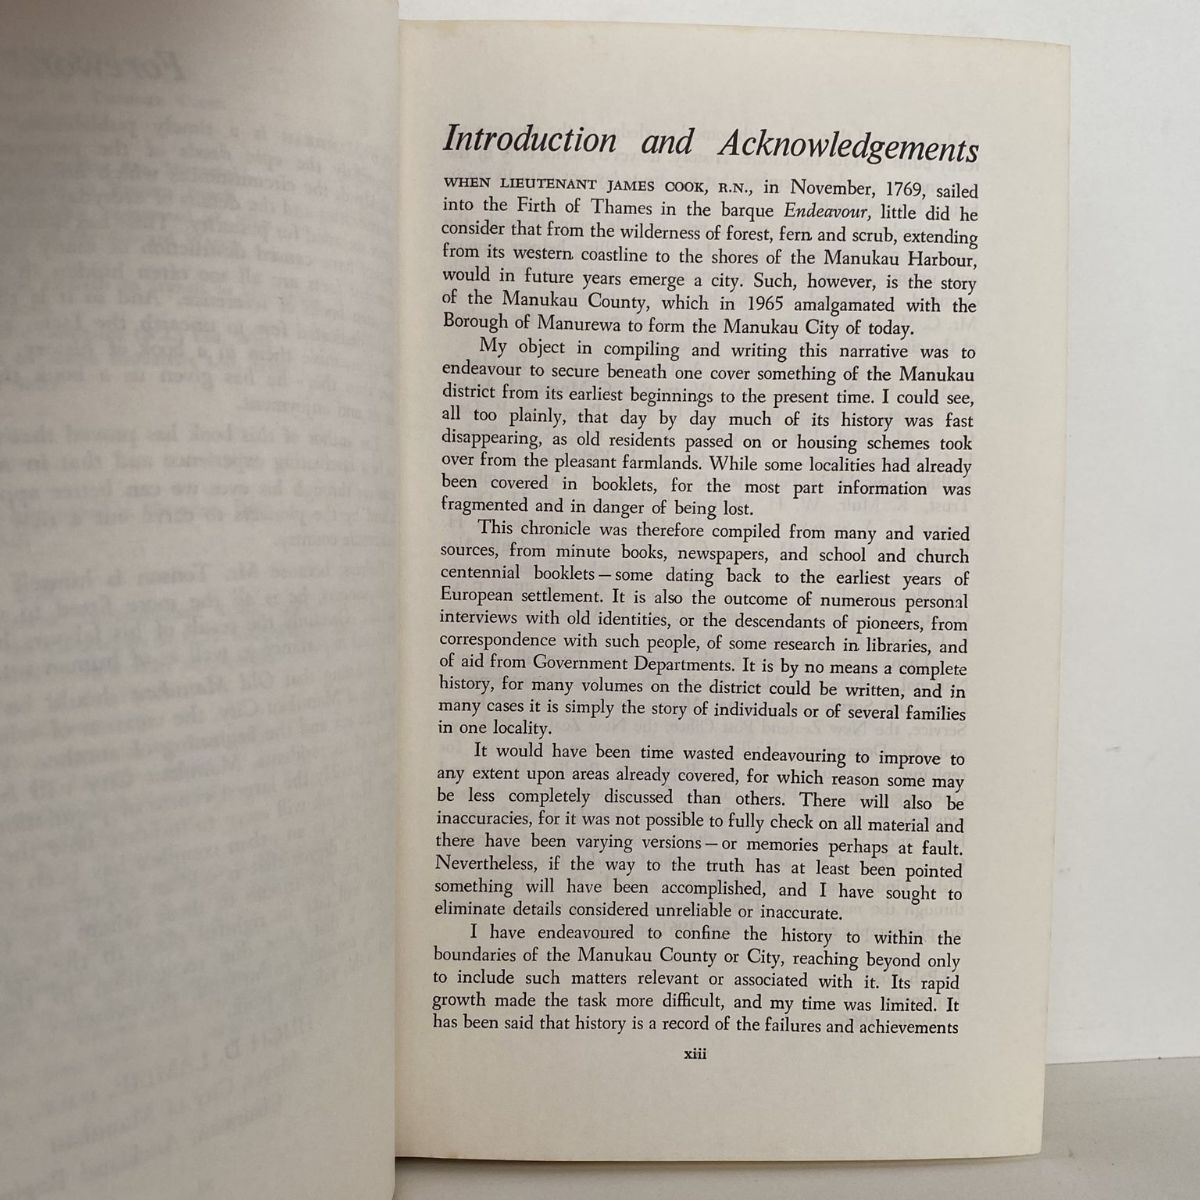 Introduction and Acknowledgements
WHEN LIEUTENANT JAMES COOK, R.N., in November, 1769, sailed
into the Firth of Thames in the barque Endeavour, little did he
consider that from the wilderness of forest, fern and scrub, extending
from its western coastline to the shores of the Manukau Harbour,
would in future years emerge a city. Such, however, is the story
of the Manukau County, which in 1965 amalgamated with the
Borough of Manurewa to form the Manukau City of today.
My object in compiling and writing this narrative was to
endeavour to secure beneath one cover something of the Manukau
district from its earliest beginnings to the present time. I could see,
all too plainly, that day by day much of its history was fast
disappearing, as old residents passed on or housing schemes took
over from the pleasant farmlands. While some localities had already
been covered in booklets, for the most part information was
fragmented and in danger of being lost.
This chronicle was therefore compiled from many and varied
sources, from minute books, newspapers, and school and church
centennial booklets—some dating back to the earliest years of
European settlement. It is also the outcome of numerous personal
interviews with old identities, or the descendants of pioneers, from
correspondence with such people, of some research in libraries, and
of aid from Government Departments. It is by no means a complete
history, for many volumes on the district could be written, and in
many cases it is simply the story of individuals or of several families
in one locality.
It would have been time wasted endeavouring to improve to
any extent upon areas already covered, for which reason some may
be less completely discussed than others. There will also be
inaccuracies, for it was not possible to fully check on all material and
there have been varying versions—or memories perhaps at fault.
Nevertheless, if the way to the truth has at least been pointed
something will have been accomplished, and I have sought to
eliminate details considered unreliable or inaccurate.
I have endeavoured to confine the history to within the
boundaries of the Manukau County or City, reaching beyond only
to include such matters relevant or associated with it. Its rapid
growth made the task more difficult, and my time was limited. It
has been said that history is a record of the failures and achievements
xiii